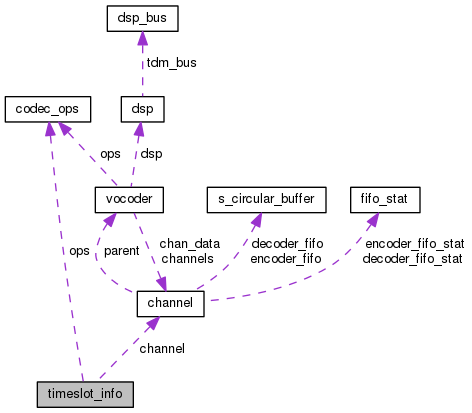 dsp_bus
tdm_bus
codec_ops
dsp
ops
dsp
vocoder
s_circular_buffer
fifo_stat
ops
parent
chan_data
channels
decoder_fifo
encoder_fifo
encoder_fifo_stat
decoder_fifo_stat
channel
channel
timeslot_info